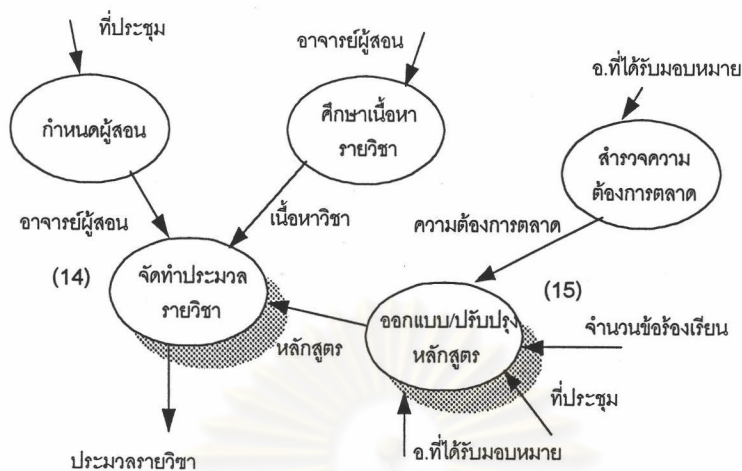 ที่ประชุม
อาจารย์ผู้สอน
อ.ที่ได้รับมอบหมาย
กำหนดผู้สอน
ศึกษาเนื้อหา
รายวิชา
สำรวจความ
ต้องการตลาด
อาจารย์ผู้สอน
เนื้อหาวิชา
ความต้องการตลาด
(14)
จัดทำประมวล
รายวิชา
(15)
ออกแบบ/ปรับปรุง
หลักสูตร
จำนวนข้อร้องเรียน
หลักสูตร
ที่ประชุม
อ.ที่ได้รับมอบหมาย
ประมวลรายวิชา